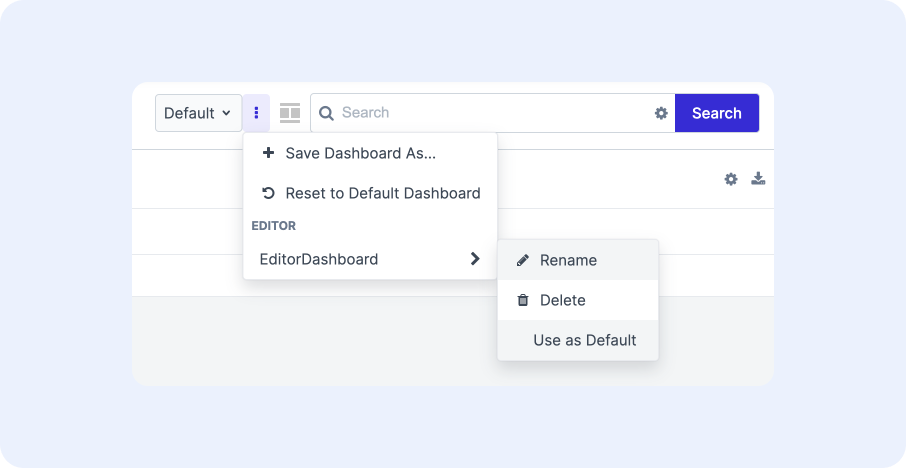 Default
Search
Search
Save Dashboard As...
Reset to Default Dashboard
EDITOR
EditorDashboard
Rename
Delete
Use as Default